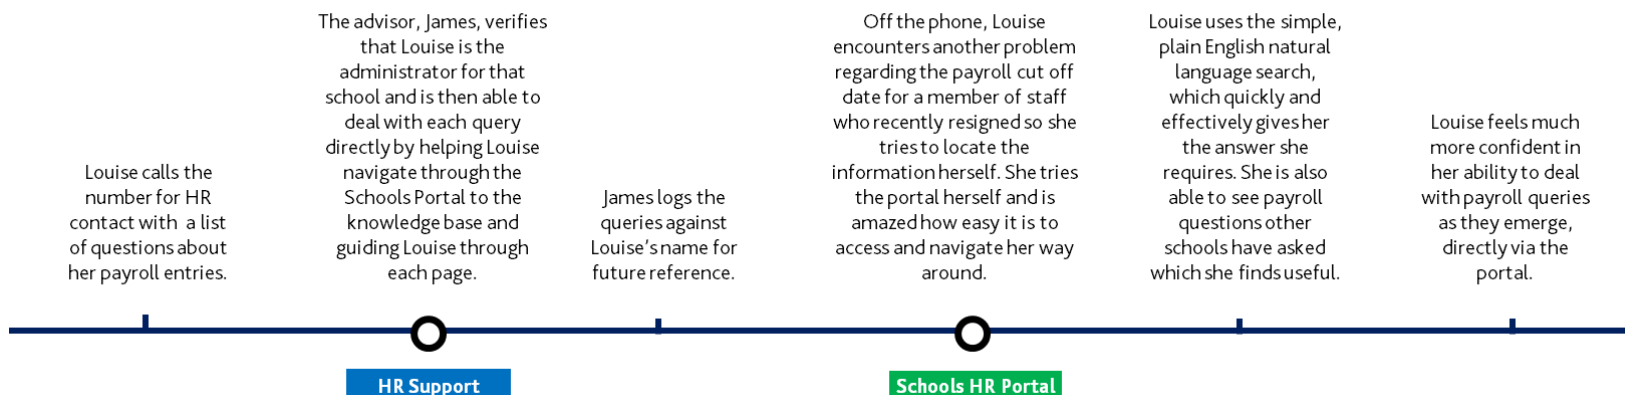 Louise calls the
number for HR
contact with a list
of questions about
her payroll entries.
The advisor, James, verifies
that Louise is the
administrator for that
school and is then able to
deal with each query
directly by helping Louise
navigate through the
Schools Portal to the
knowledge base and
guiding Louise through
each page.
James logs the
queries against
Louise's name for
future reference.
Off the phone, Louise
encounters another problem
regarding the payroll cut off
date for a member of staff
who recently resigned so she
tries to locate the
information herself. She tries
the portal herself and is
amazed how easy it is to
access and navigate her way
around.
Louise uses the simple,
plain English natural
language search,
which quickly and
effectively gives her
the answer she
requires. She is also
able to see payroll
questions other
schools have asked
which she finds useful.
Louise feels much
more confident in
her ability to deal
with payroll queries
as they emerge,
directly via the
portal.
HR Support
Schools HR Portal